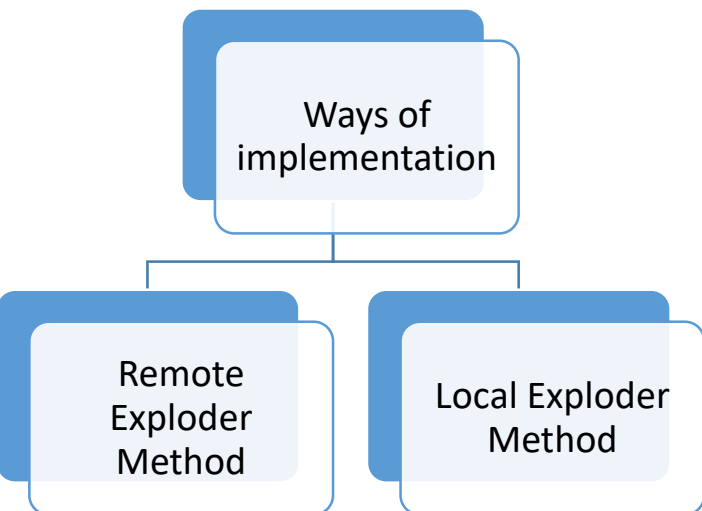 Ways of
implementation
Remote
Exploder
Method
Local Exploder
Method